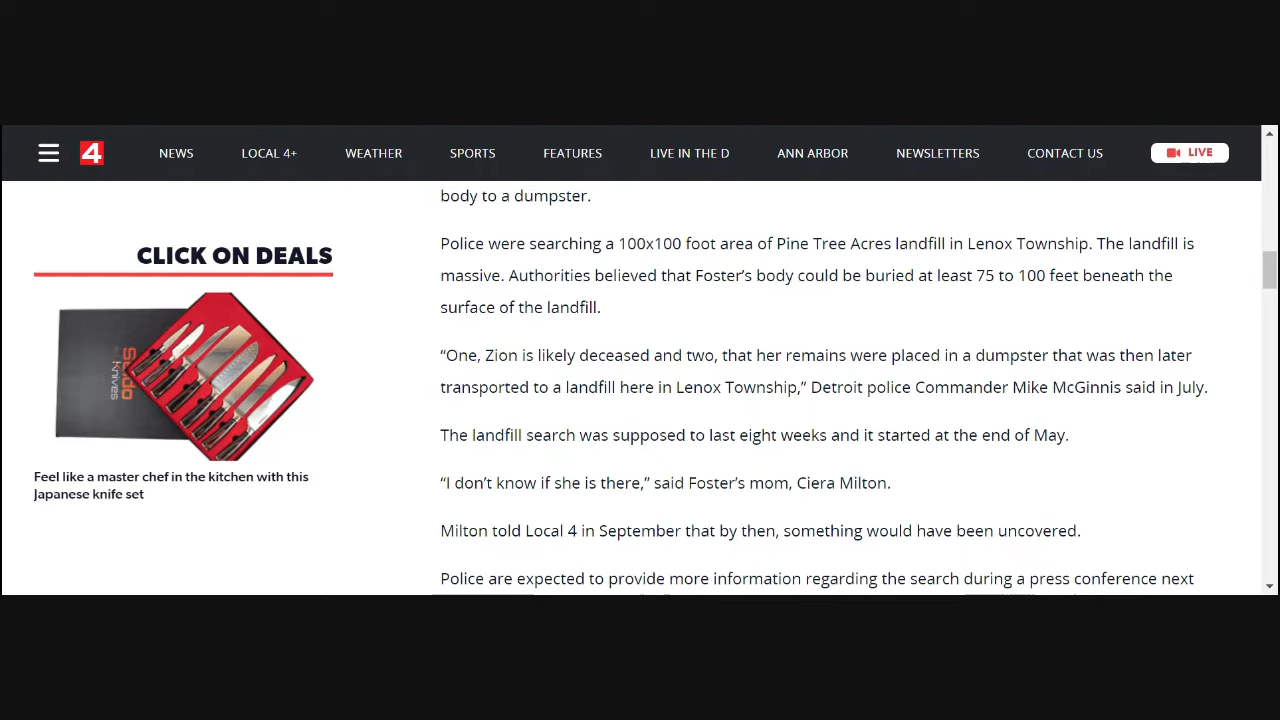 4
NEWS
LOCAL 4+
WEATHER
SPORTS
FEATURES
LIVE IN THE D
ANN ARBOR
NEWSLETTERS
CONTACT US
LIVE
CLICK ON DEALS
Sudo
Knives
Feel like a master chef in the kitchen with this
Japanese knife set
body to a dumpster.
Police were searching a 100x100 foot area of Pine Tree Acres landfill in Lenox Township. The landfill is
massive. Authorities believed that Foster’s body could be buried at least 75 to 100 feet beneath the
surface of the landfill.
“One, Zion is likely deceased and two, that her remains were placed in a dumpster that was then later
transported to a landfill here in Lenox Township,” Detroit police Commander Mike McGinnis said in July.
The landfill search was supposed to last eight weeks and it started at the end of May.
“I don’t know if she is there,” said Foster’s mom, Ciera Milton.
Milton told Local 4 in September that by then, something would have been uncovered.
Police are expected to provide more information regarding the search during a press conference next